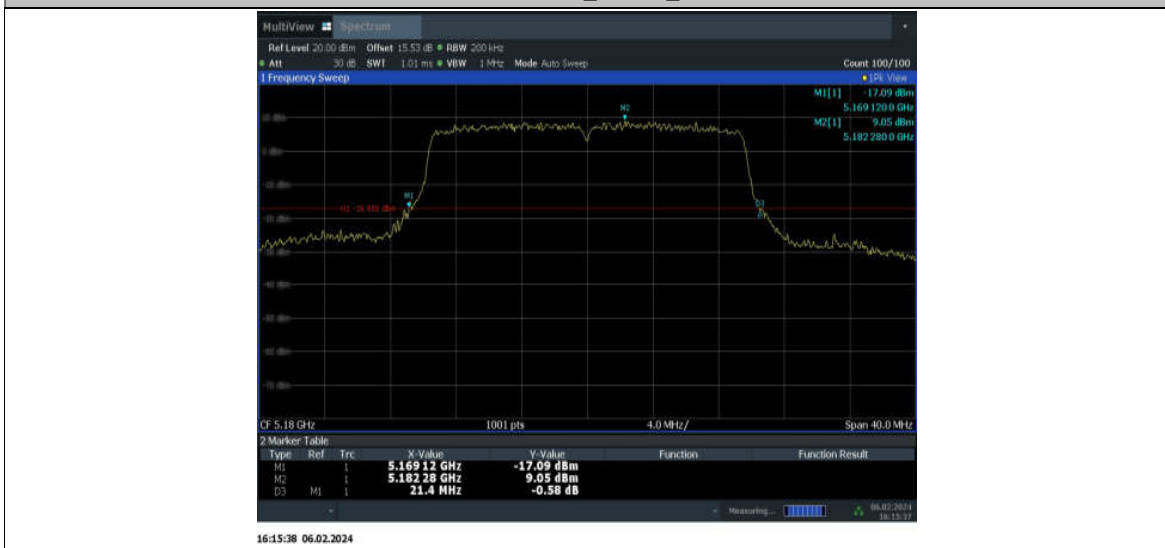 MultiView Spectrum
Ref Level 20.00 dBm Offset 15.53 dB RBW 200 kHz
Att 30 dB SWT 1.01 ms VBW 1 MHz Mode Auto Sweep Count 100/100
1 Frequency Sweep 1Pk View
M1[1] -17.09 dBm
5.169 120 0 GHz
M2[1] 9.05 dBm
5.182 280 0 GHz
M2
M1
D3
CF 5.18 GHz 1001 pts 4.0 MHz/ Span 40.0 MHz
2 Marker Table
Type Ref Trc X-Value Y-Value Function Function Result
M1 1 5.169 12 GHz -17.09 dBm
M2 1 5.182 28 GHz 9.05 dBm
D3 M1 1 21.4 MHz -0.58 dB
Measuring... 06.02.2024
16:15:37
16:15:38 06.02.2024